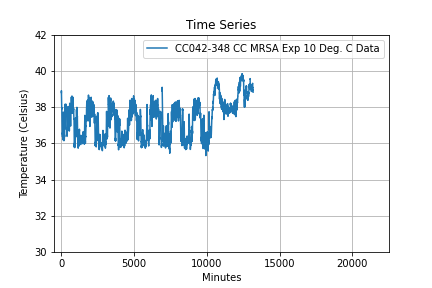 Time Series
CC042-348 CC MRSA Exp 10 Deg. C Data
42
40
38
36
34
32
30
Temperature (Celsius)
0 5000 10000 15000 20000
Minutes